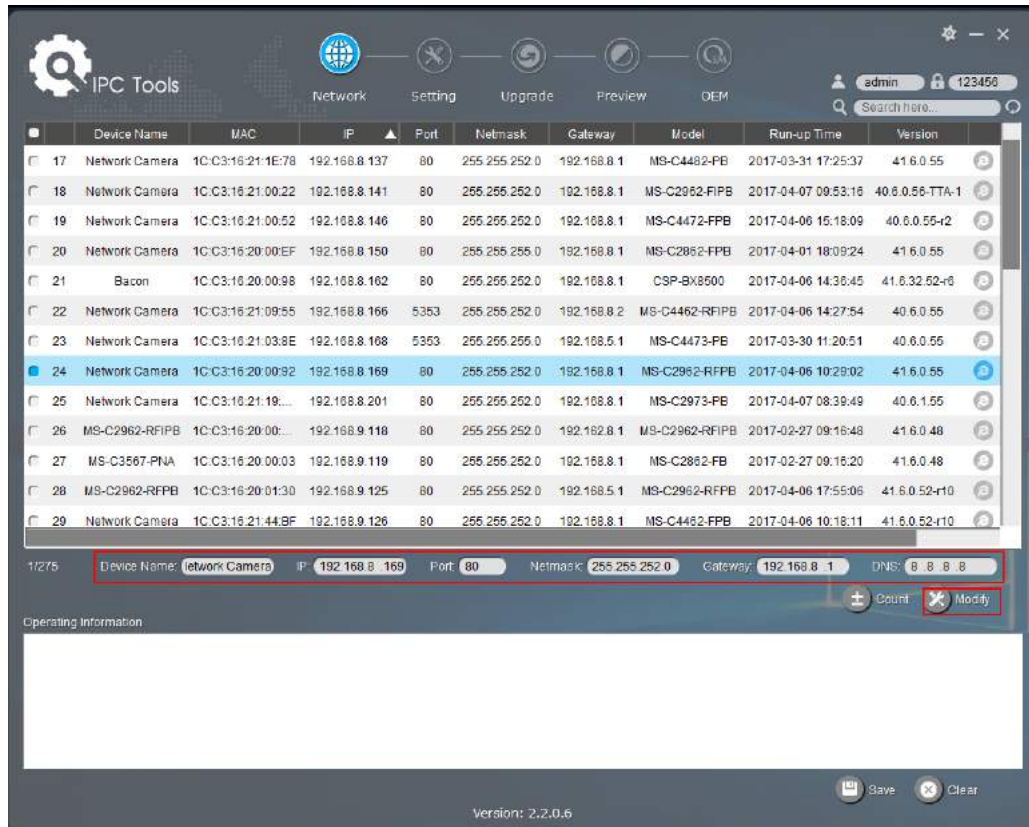 IPC Tools
Network Setting Upgrade Preview OEM
admin 123456
Search here...
Device Name MAC IP Port Netmask Gateway Model Run-up Time Version
17 Network Camera 1C:C3:16:21:1E:78 192.168.8.137 80 255.255.252.0 192.168.8.1 MS-C4482-PB 2017-03-31 17:25:37 41.6.0.55
18 Network Camera 1C:C3:16:21:00:22 192.168.8.141 80 255.255.252.0 192.168.8.1 MS-C2962-FIPB 2017-04-07 09:53:16 40.6.0.56-TTA-1
19 Network Camera 1C:C3:16:21:00:52 192.168.8.146 80 255.255.252.0 192.168.8.1 MS-C4472-FPB 2017-04-06 15:18:09 40.6.0.55-r2
20 Network Camera 1C:C3:16:20:00:EF 192.168.8.150 80 255.255.255.0 192.168.8.1 MS-C2862-FPB 2017-04-01 18:09:24 41.6.0.55
21 Bacon 1C:C3:16:20:00:98 192.168.8.162 80 255.255.252.0 192.168.8.1 CSP-BX8500 2017-04-06 14:36:45 41.6.32.52-r6
22 Network Camera 1C:C3:16:21:09:55 192.168.8.166 5353 255.255.252.0 192.168.8.2 MS-C4462-RFIPB 2017-04-06 14:27:54 40.6.0.55
23 Network Camera 1C:C3:16:21:03:8E 192.168.8.168 5353 255.255.255.0 192.168.5.1 MS-C4473-PB 2017-03-30 11:20:51 40.6.0.55
24 Network Camera 1C:C3:16:20:00:92 192.168.8.169 80 255.255.252.0 192.168.8.1 MS-C2962-RFPB 2017-04-06 10:29:02 41.6.0.55
25 Network Camera 1C:C3:16:21:19:... 192.168.8.201 80 255.255.252.0 192.168.8.1 MS-C2973-PB 2017-04-07 08:39:49 40.6.1.55
26 MS-C2962-RFIPB 1C:C3:16:20:00:... 192.168.9.118 80 255.255.252.0 192.162.8.1 MS-C2962-RFIPB 2017-02-27 09:16:48 41.6.0.48
27 MS-C3567-PNA 1C:C3:16:20:00:03 192.168.9.119 80 255.255.252.0 192.168.8.1 MS-C2862-FB 2017-02-27 09:16:20 41.6.0.48
28 MS-C2962-RFPB 1C:C3:16:20:01:30 192.168.9.125 80 255.255.252.0 192.168.5.1 MS-C2962-RFPB 2017-04-06 17:55:06 41.6.0.52-r10
29 Network Camera 1C:C3:16:21:44:BF 192.168.9.126 80 255.255.252.0 192.168.8.1 MS-C4462-FPB 2017-04-06 10:18:11 41.6.0.52-r10
1/275 Device Name: letwork Camera IP: 192.168.8 .169 Port: 80 Netmask: 255.255.252.0 Gateway: 192.168.8 .1 DNS: 8 .8 .8 .8
Count Modify
Operating Information
Save Clear
Version: 2.2.0.6